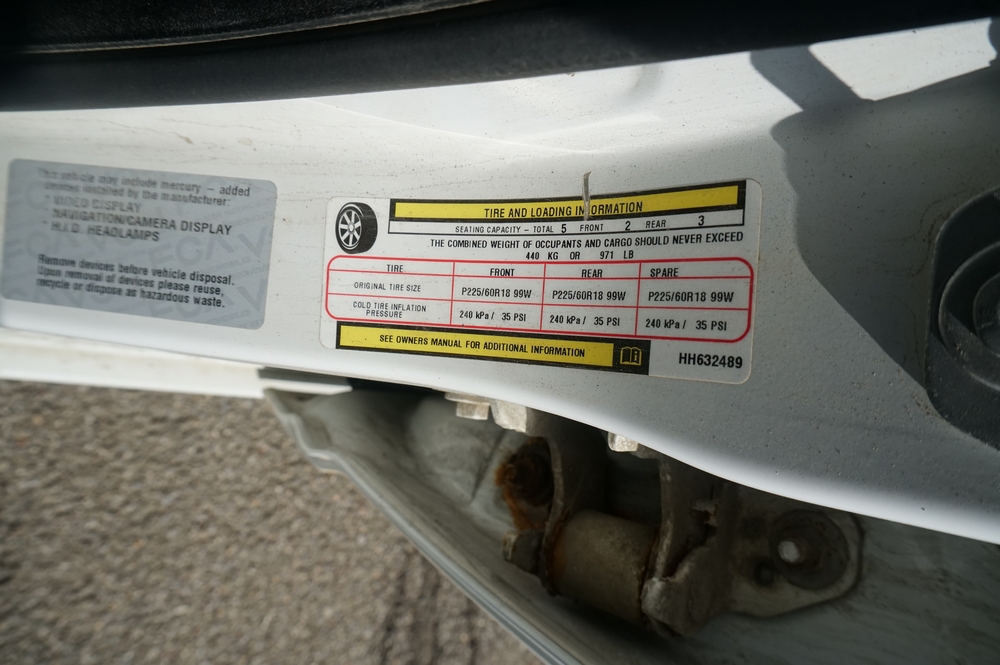 This vehicle may include mercury - added
devices installed by the manufacturer:
* VIDEO DISPLAY
NAVIGATION/CAMERA DISPLAY
* H.I.D. HEADLAMPS
Remove devices before vehicle disposal.
Upon removal of devices please reuse,
recycle or dispose as hazardous waste.
TIRE AND LOADING INFORMATION
SEATING CAPACITY - TOTAL 5 FRONT 2 REAR 3
THE COMBINED WEIGHT OF OCCUPANTS AND CARGO SHOULD NEVER EXCEED
440 KG OR 971 LB
TIRE FRONT REAR SPARE
ORIGINAL TIRE SIZE P225/60R18 99W P225/60R18 99W P225/60R18 99W
COLD TIRE INFLATION
PRESSURE 240 kPa / 35 PSI 240 kPa / 35 PSI 240 kPa / 35 PSI
SEE OWNERS MANUAL FOR ADDITIONAL INFORMATION
HH632489